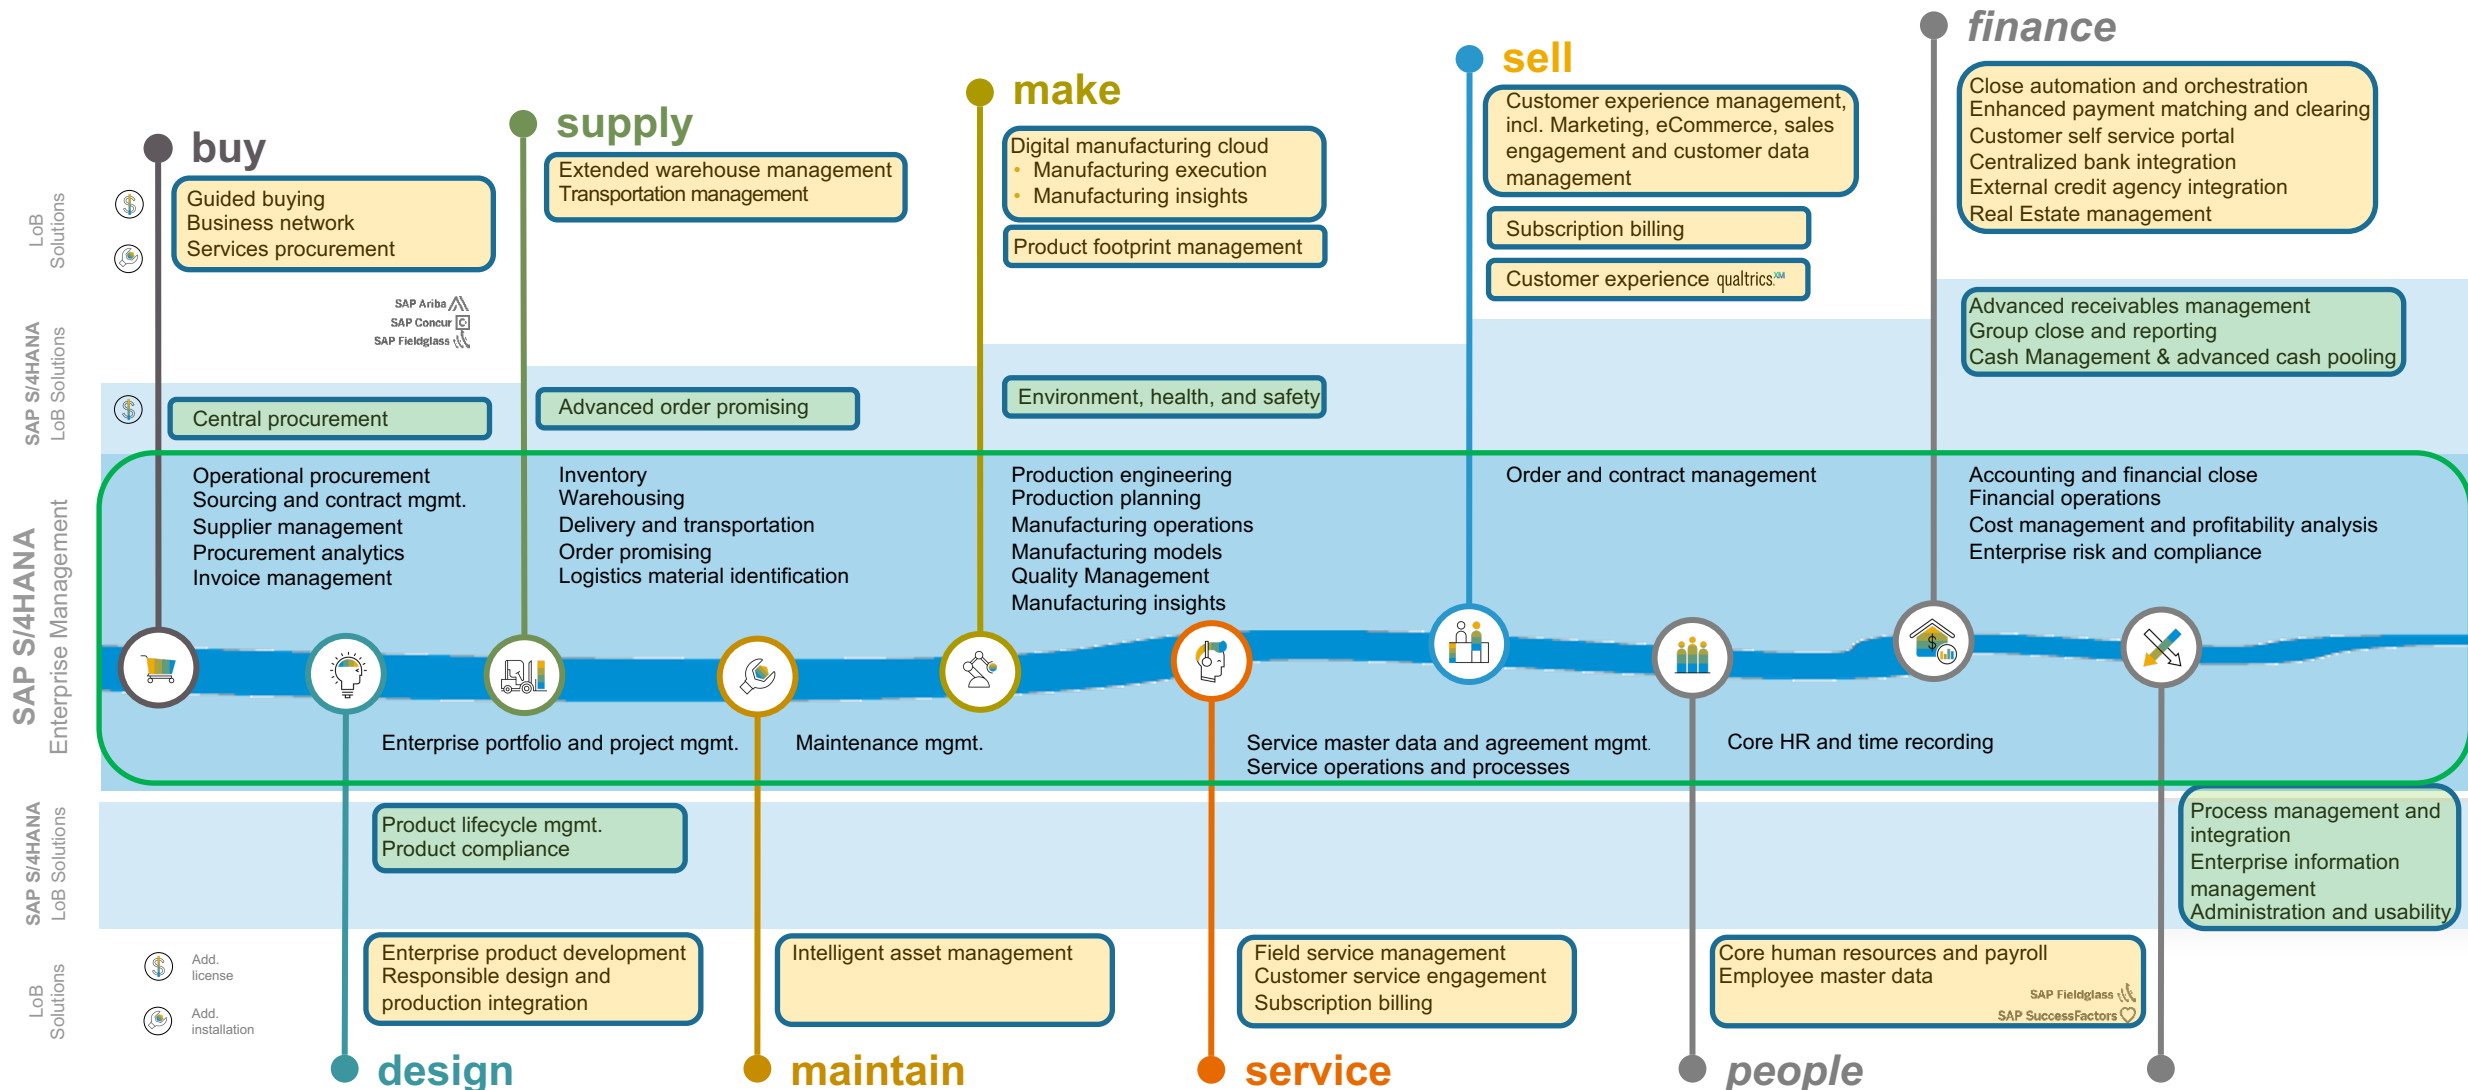 finance
Close automation and orchestration
Enhanced payment matching and clearing
Customer self service portal
Centralized bank integration
External credit agency integration
Real Estate management
sell
Customer experience management,
incl. Marketing, eCommerce, sales
engagement and customer data
management
Subscription billing
Customer experience qualtrics.XM
make
Digital manufacturing cloud
• Manufacturing execution
• Manufacturing insights
Product footprint management
supply
Extended warehouse management
Transportation management
buy
Guided buying
Business network
Services procurement
SAP Ariba
SAP Concur C
SAP Fieldglass
LoB
Solutions
SAP S/4HANA
LoB Solutions
Central procurement
Advanced order promising
Environment, health, and safety
Advanced receivables management
Group close and reporting
Cash Management & advanced cash pooling
SAP S/4HANA
Enterprise Management
Operational procurement
Sourcing and contract mgmt.
Supplier management
Procurement analytics
Invoice management
Inventory
Warehousing
Delivery and transportation
Order promising
Logistics material identification
Production engineering
Production planning
Manufacturing operations
Manufacturing models
Quality Management
Manufacturing insights
Order and contract management
Accounting and financial close
Financial operations
Cost management and profitability analysis
Enterprise risk and compliance
Enterprise portfolio and project mgmt.
Maintenance mgmt.
Service master data and agreement mgmt.
Service operations and processes
Core HR and time recording
SAP S/4HANA
LoB Solutions
Product lifecycle mgmt.
Product compliance
Process management and
integration
Enterprise information
management
Administration and usability
LoB
Solutions
Add.
license
Add.
installation
Enterprise product development
Responsible design and
production integration
Intelligent asset management
Field service management
Customer service engagement
Subscription billing
Core human resources and payroll
Employee master data
SAP Fieldglass
SAP SuccessFactors
design
maintain
service
people